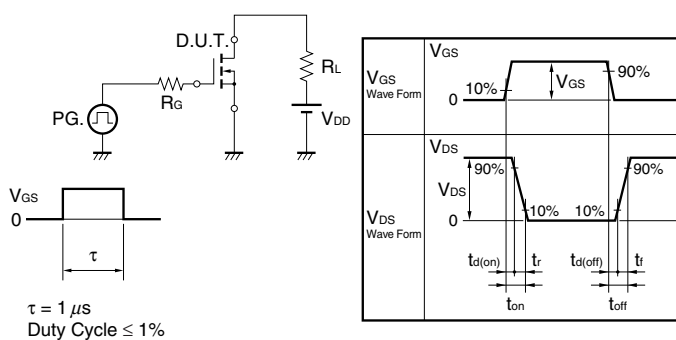 D.U.T.
RL
RG
PG.
VDD
VGS
0
τ
τ = 1 μs
Duty Cycle ≤ 1%
VGS
Wave Form
VGS
10%
VGS
90%
0
VDS
Wave Form
VDS
90%
90%
VDS
10%
10%
0
td(on)
tr
td(off)
tf
ton
toff